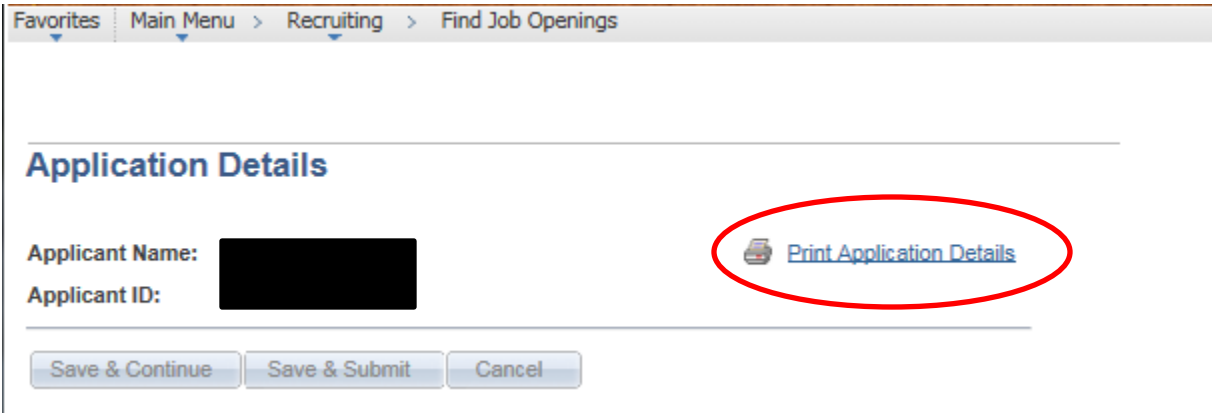 Favorites Main Menu > Recruiting > Find Job Openings
Application Details
Applicant Name:
Print Application Details
Applicant ID:
Save & Continue Save & Submit Cancel